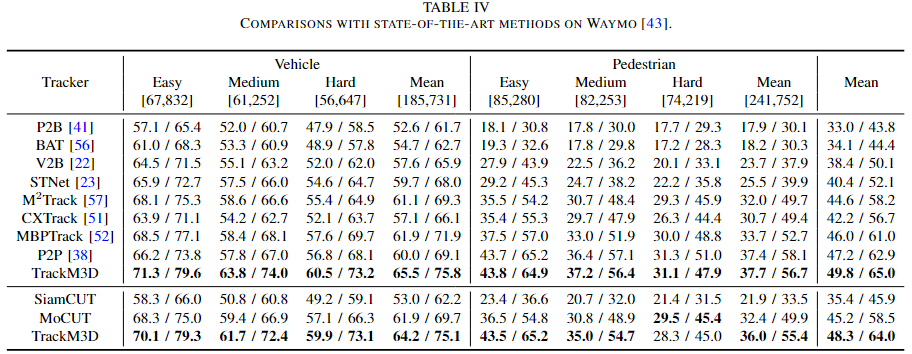 TABLE IV
COMPARISONS WITH STATE-OF-THE-ART METHODS ON WAYMO [43].
Tracker Vehicle Pedestrian Mean
Easy Medium Hard Mean Easy Medium Hard Mean
[67,832] [61,252] [56,647] [185,731] [85,280] [82,253] [74,219] [241,752]
P2B [41] 57.1 / 65.4 52.0 / 60.7 47.9 / 58.5 52.6 / 61.7 18.1 / 30.8 17.8 / 30.0 17.7 / 29.3 17.9 / 30.1 33.0 / 43.8
BAT [56] 61.0 / 68.3 53.3 / 60.9 48.9 / 57.8 54.7 / 62.7 19.3 / 32.6 17.8 / 29.8 17.2 / 28.3 18.2 / 30.3 34.1 / 44.4
V2B [22] 64.5 / 71.5 55.1 / 63.2 52.0 / 62.0 57.6 / 65.9 27.9 / 43.9 22.5 / 36.2 20.1 / 33.1 23.7 / 37.9 38.4 / 50.1
STNet [23] 65.9 / 72.7 57.5 / 66.0 54.6 / 64.7 59.7 / 68.0 29.2 / 45.3 24.7 / 38.2 22.2 / 35.8 25.5 / 39.9 40.4 / 52.1
M²Track [57] 68.1 / 75.3 58.6 / 66.6 55.4 / 64.9 61.1 / 69.3 35.5 / 54.2 30.7 / 48.4 29.3 / 45.9 32.0 / 49.7 44.6 / 58.2
CXTrack [51] 63.9 / 71.1 54.2 / 62.7 52.1 / 63.7 57.1 / 66.1 35.4 / 55.3 29.7 / 47.9 26.3 / 44.4 30.7 / 49.4 42.2 / 56.7
MBPTrack [52] 68.5 / 77.1 58.4 / 68.1 57.6 / 69.7 61.9 / 71.9 37.5 / 57.0 33.0 / 51.9 30.0 / 48.8 33.7 / 52.7 46.0 / 61.0
P2P [38] 66.2 / 73.8 57.8 / 67.0 56.8 / 68.1 60.0 / 69.1 43.7 / 65.2 36.4 / 57.1 31.3 / 51.0 37.4 / 58.1 47.2 / 62.9
TrackM3D 71.3 / 79.6 63.8 / 74.0 60.5 / 73.2 65.5 / 75.8 43.8 / 64.9 37.2 / 56.4 31.1 / 47.9 37.7 / 56.7 49.8 / 65.0
SiamCUT 58.3 / 66.0 50.8 / 60.8 49.2 / 59.1 53.0 / 62.2 23.4 / 36.6 20.7 / 32.0 21.4 / 31.5 21.9 / 33.5 35.4 / 45.9
MoCUT 68.3 / 75.0 59.4 / 66.9 57.1 / 66.3 61.9 / 69.7 36.5 / 54.8 30.8 / 48.9 29.5 / 45.4 32.4 / 49.9 45.2 / 58.5
TrackM3D 70.1 / 79.3 61.7 / 72.4 59.9 / 73.1 64.2 / 75.1 43.5 / 65.2 35.0 / 54.7 28.3 / 45.0 36.0 / 55.4 48.3 / 64.0